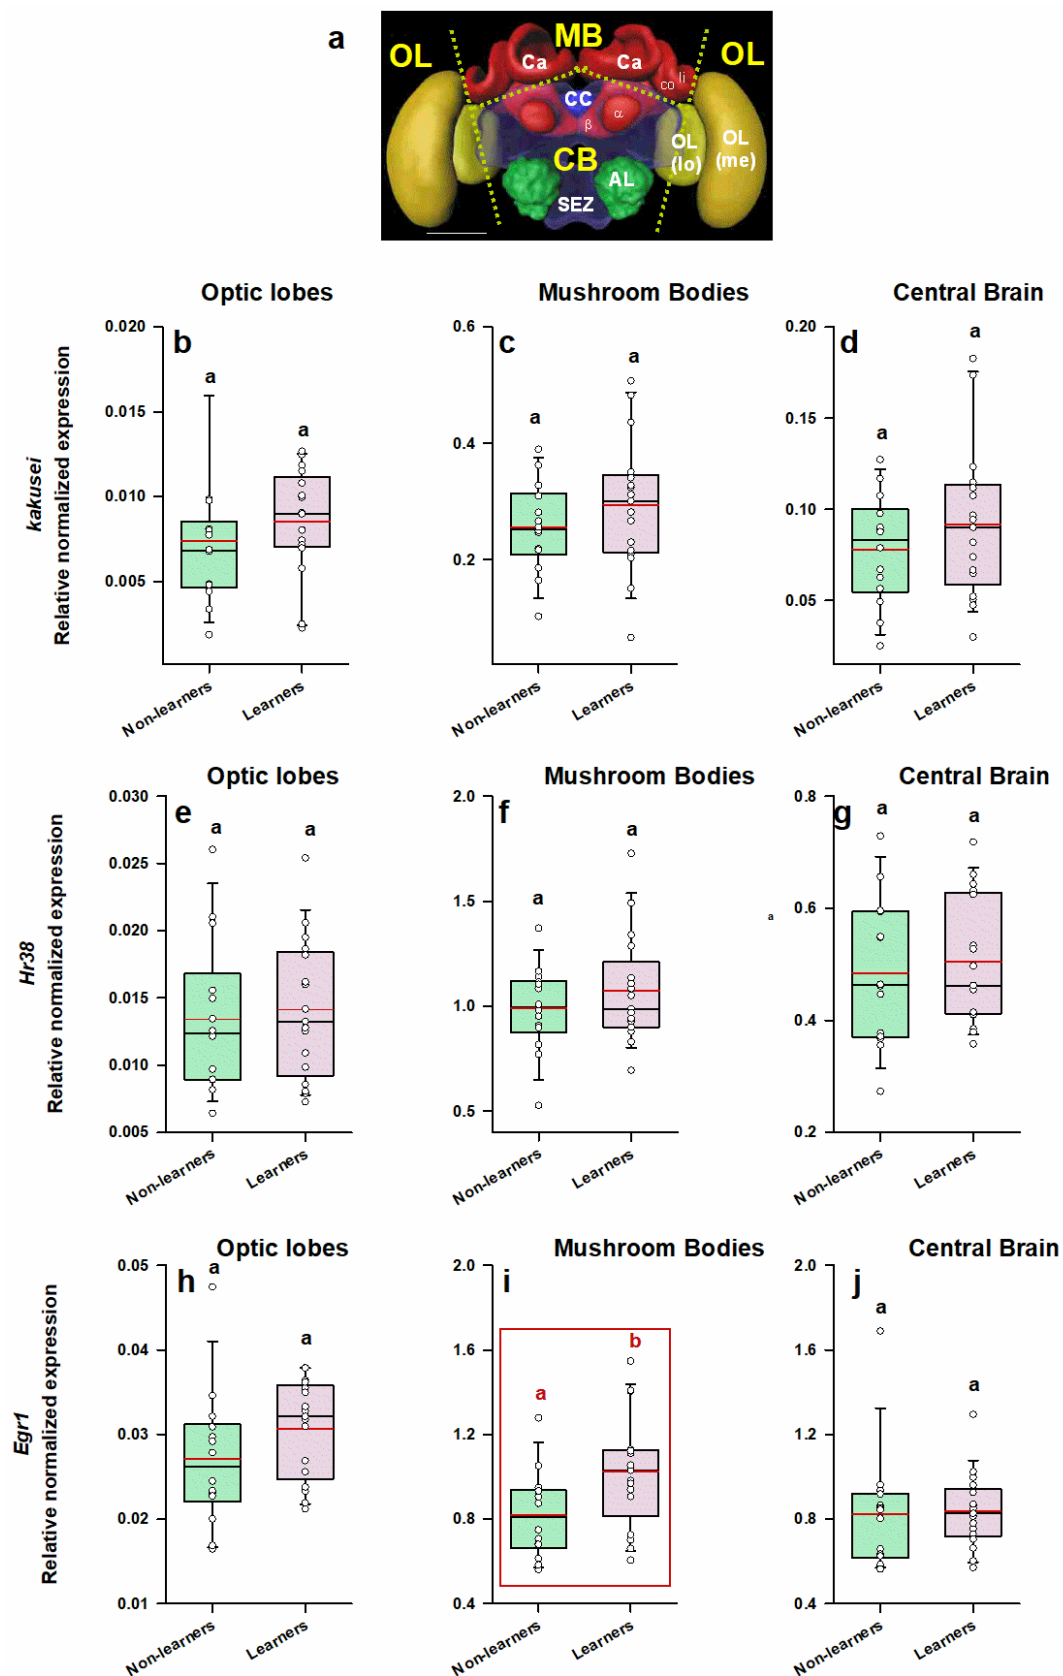 a
OL
MB
OL
Ca
Ca
co
li
CC
α
β
CB
OL
(lo)
OL
(me)
AL
SEZ
Optic lobes
Mushroom Bodies
Central Brain
kakusei
Relative normalized expression
b
0.020
0.015
0.010
0.005
a
a
Non-learners
Learners
c
0.6
0.4
0.2
a
a
Non-learners
Learners
d
0.20
0.15
0.10
0.05
a
a
Non-learners
Learners
Optic lobes
Mushroom Bodies
Central Brain
Hr38
Relative normalized expression
e
0.030
0.025
0.020
0.015
0.010
0.005
a
a
Non-learners
Learners
f
2.0
1.5
1.0
0.5
a
a
Non-learners
Learners
a
g
0.8
0.6
0.4
0.2
a
a
Non-learners
Learners
Optic lobes
Mushroom Bodies
Central Brain
Egr1
Relative normalized expression
h
0.05
0.04
0.03
0.02
0.01
a
a
Non-learners
Learners
i
2.0
1.6
1.2
0.8
0.4
a
b
Non-learners
Learners
j
2.0
1.6
1.2
0.8
0.4
a
a
Non-learners
Learners